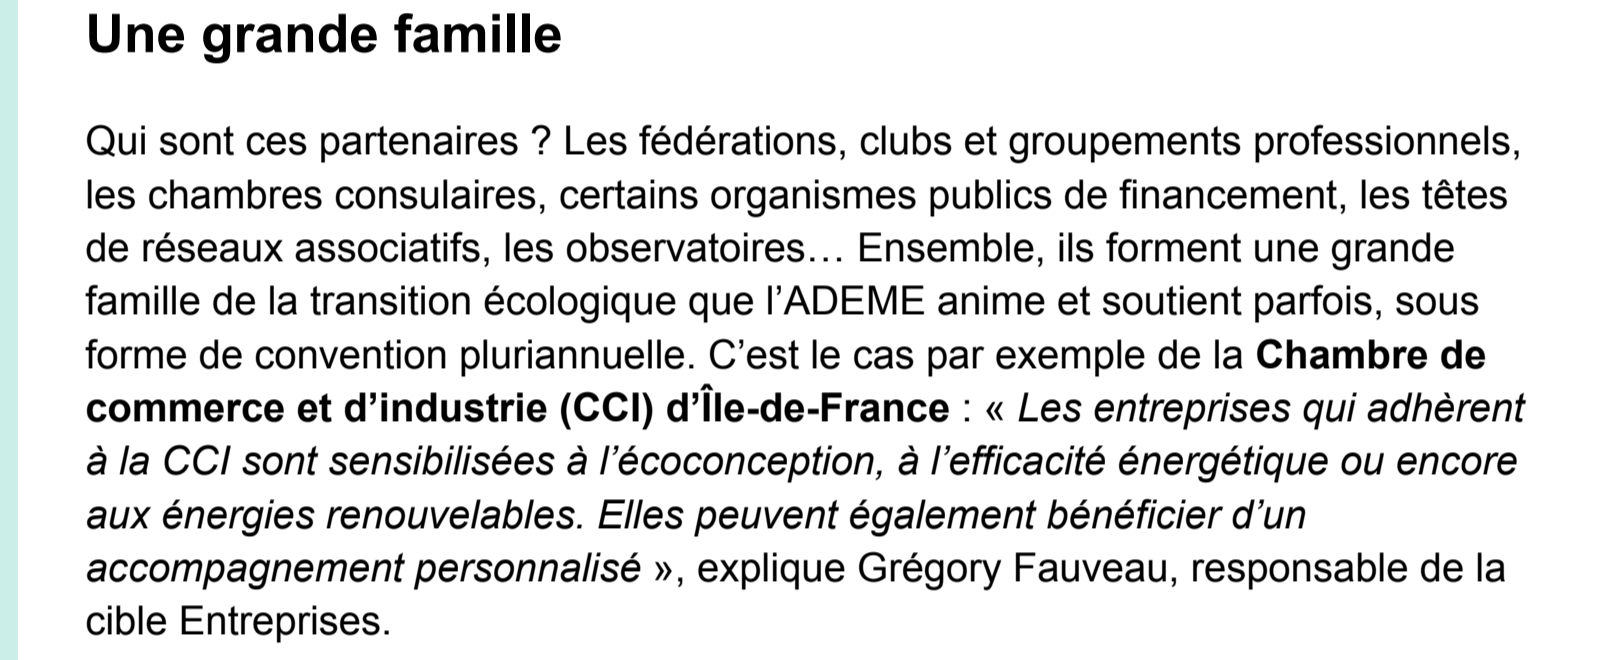 Une grande famille
Qui sont ces partenaires ? Les fédérations, clubs et groupements professionnels,
les chambres consulaires, certains organismes publics de financement, les têtes
de réseaux associatifs, les observatoires… Ensemble, ils forment une grande
famille de la transition écologique que l’ADEME anime et soutient parfois, sous
forme de convention pluriannuelle. C’est le cas par exemple de la Chambre de
commerce et d’industrie (CCI) d’Île-de-France : « Les entreprises qui adhèrent
à la CCI sont sensibilisées à l’écoconception, à l’efficacité énergétique ou encore
aux énergies renouvelables. Elles peuvent également bénéficier d’un
accompagnement personnalisé », explique Grégory Fauveau, responsable de la
cible Entreprises.